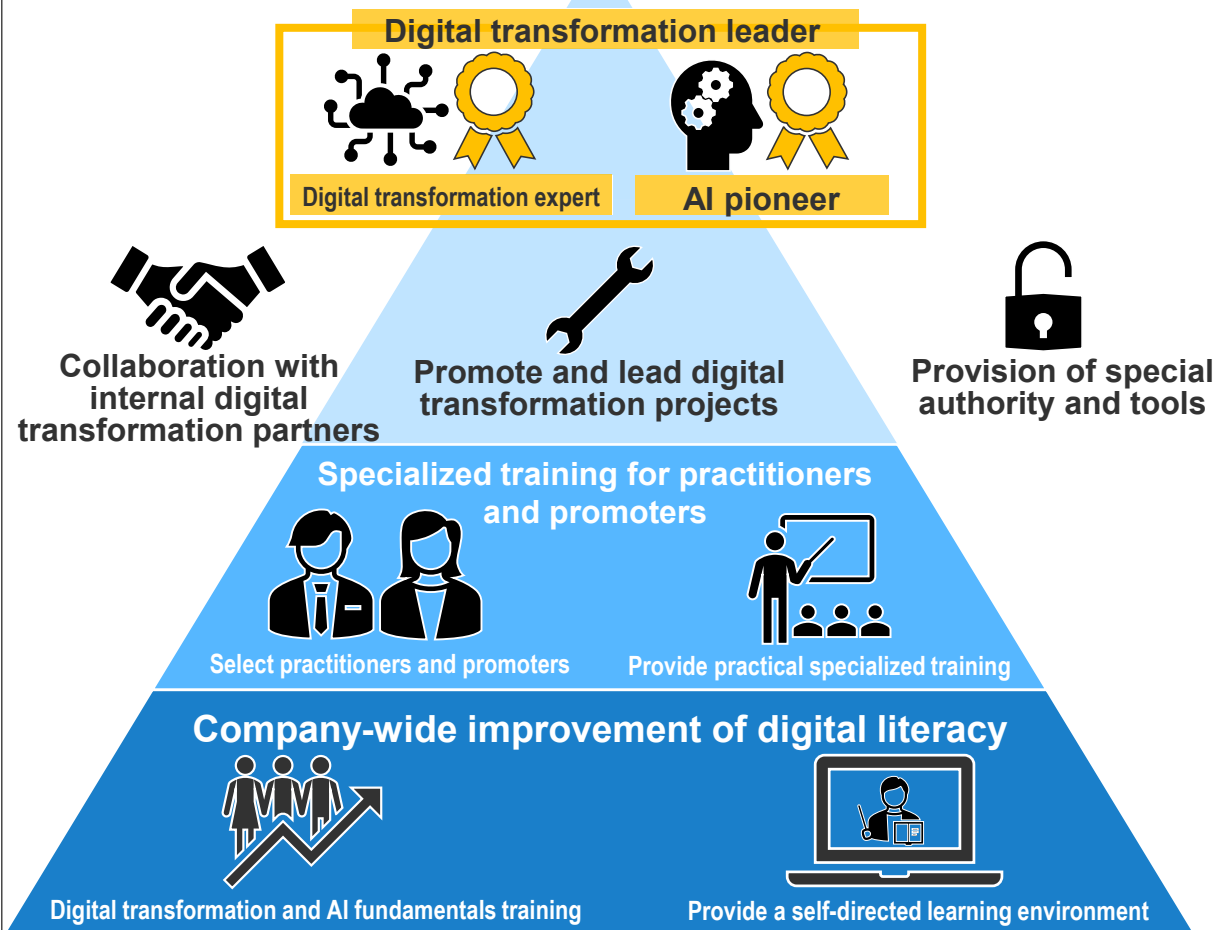 Digital transformation leader
Digital transformation expert
AI pioneer
Collaboration with
internal digital
transformation partners
Promote and lead digital
transformation projects
Provision of special
authority and tools
Specialized training for practitioners
and promoters
Select practitioners and promoters
Provide practical specialized training
Company-wide improvement of digital literacy
Digital transformation and AI fundamentals training
Provide a self-directed learning environment